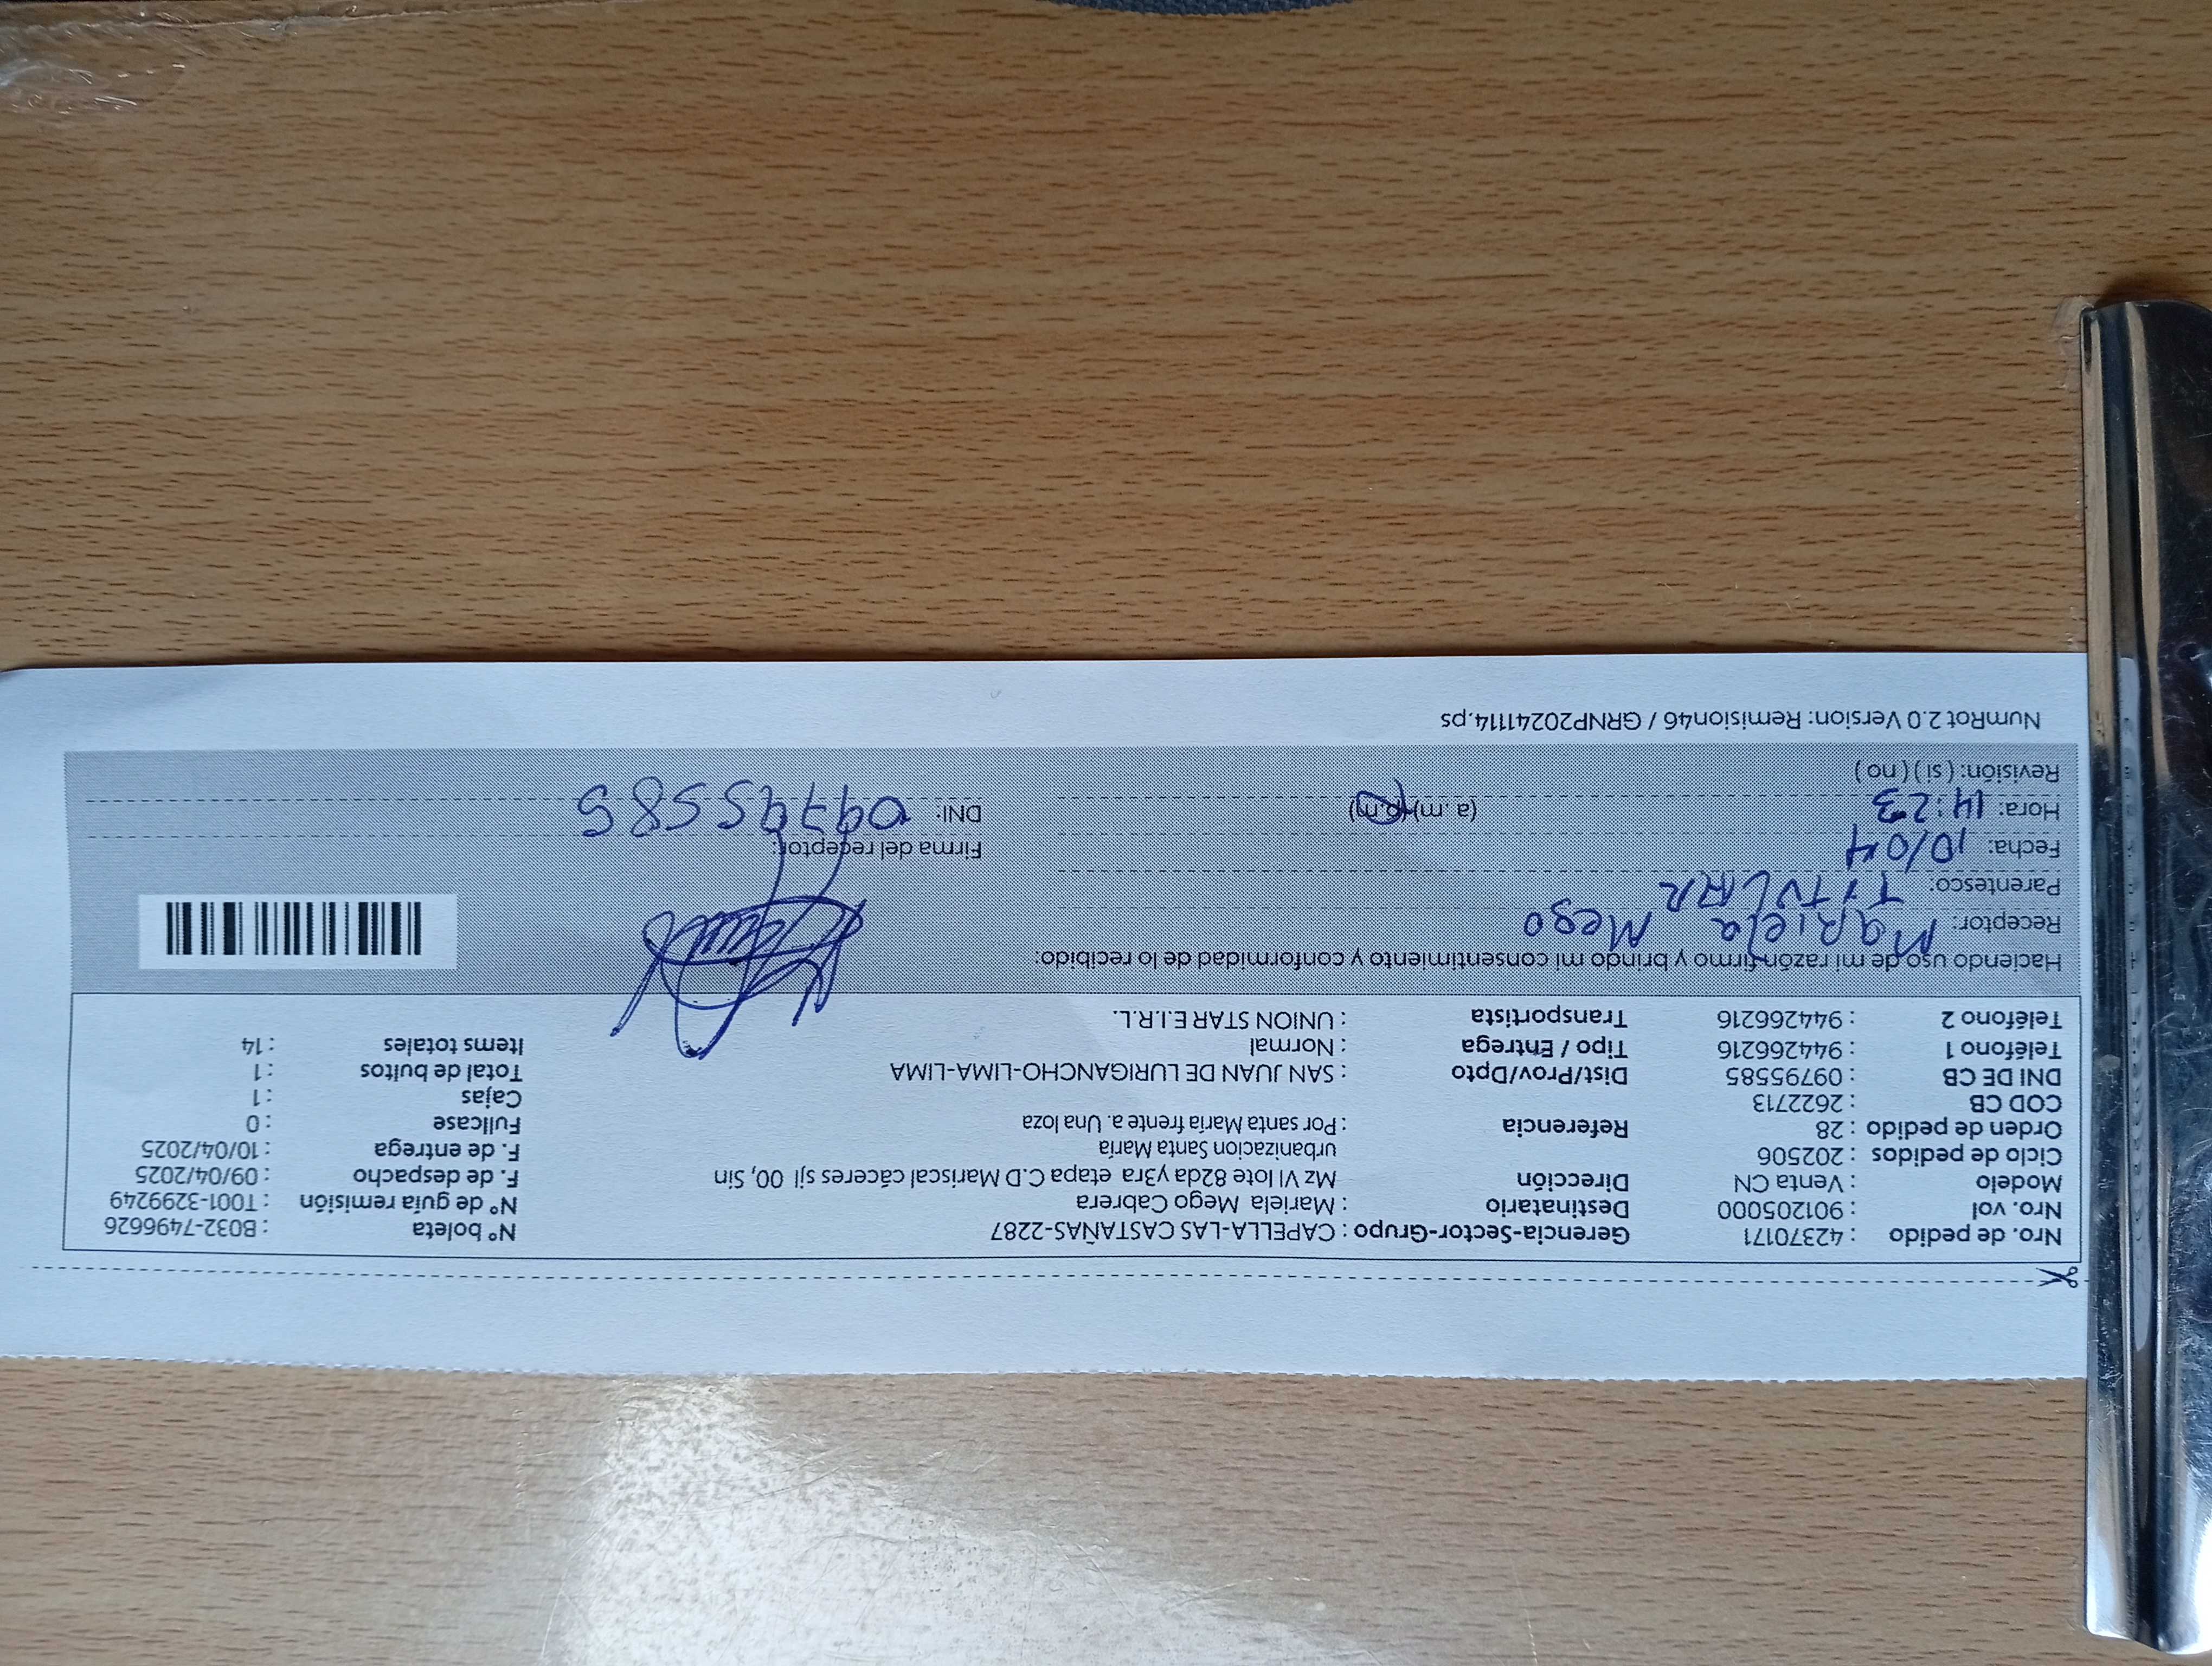 Nro. de pedido : 42370171 Gerencia-Sector-Grupo : CAPELLA-LAS CASTAÑAS-2287 Nº boleta : B032-7496626
Nro. vol : 901205000 Destinatario : Mariela Mego Cabrera Nº de guía remisión : T001-3299249
Modelo : Venta CN Dirección Mz VI lote 82da y3ra etapa C.D Mariscal cáceres sjl 00, Sin F. de despacho : 09/04/2025
Ciclo de pedidos : 202506 urbanizacion Santa María F. de entrega : 10/04/2025
Orden de pedido : 28 Referencia : Por santa María frente a. Una loza Fullcase : 0
COD CB : 2622713 Cajas : 1
DNI DE CB : 09795585 Dist/Prov/Dpto : SAN JUAN DE LURIGANCHO-LIMA-LIMA Total de bultos : 1
Teléfono 1 : 944266216 Tipo / Entrega : Normal Items totales : 14
Teléfono 2 : 944266216 Transportista : UNION STAR E.I.R.L.
Haciendo uso de mi razón firmo y brindo mi consentimiento y conformidad de lo recibido:
Receptor: Mariela Mego
Parentesco: TITULAR
Fecha: 10/04 Firma del receptor:
Hora: 14:23 (a. m) (p.m) DNI: 09795585
Revisión: ( si ) ( no )
NumRot 2.0 Version: Remision46 / GRNP20241114.ps